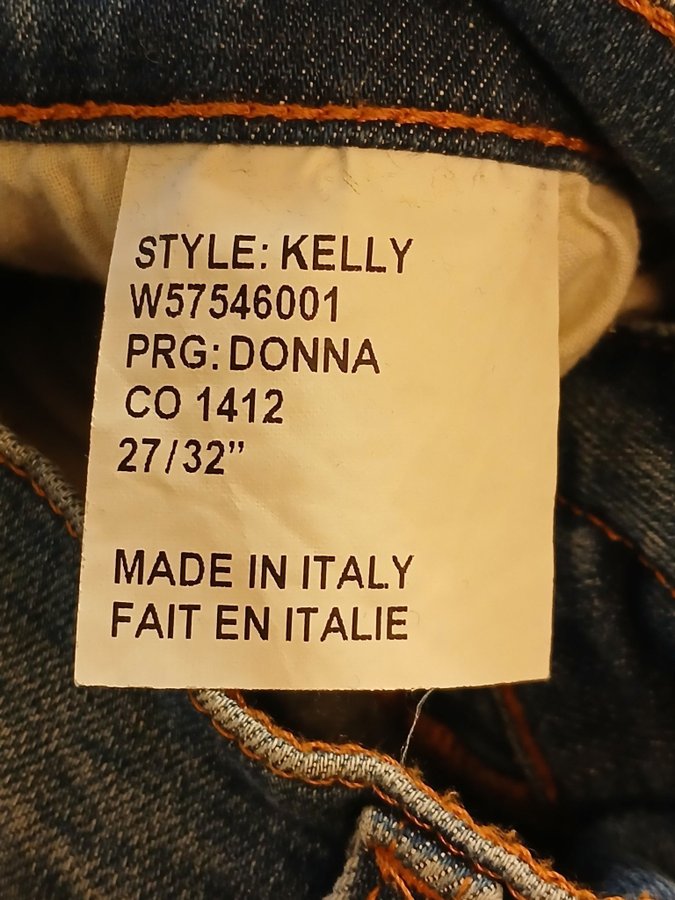 STYLE: KELLY
W57546001
PRG: DONNA
CO 1412
27/32”
MADE IN ITALY
FAIT EN ITALIE